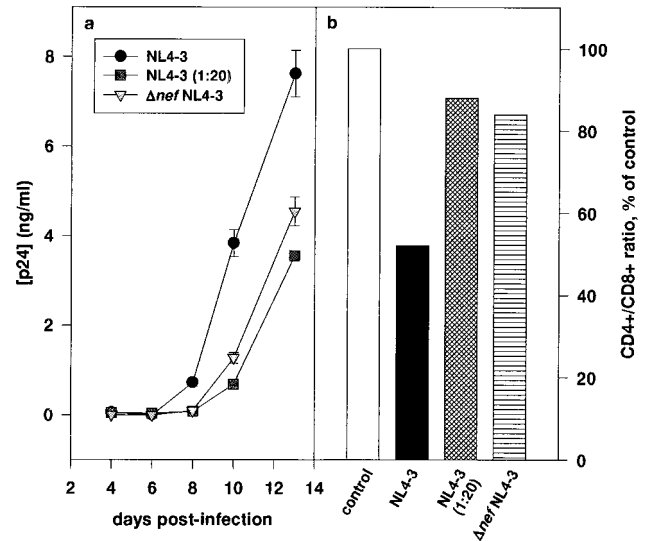 a
b
NL4-3
NL4-3 (1:20)
Δnef NL4-3
8
6
4
2
0
[p24] (ng/ml)
2 4 6 8 10 12 14
days post-infection
100
80
60
40
20
0
CD4+/CD8+ ratio, % of control
control
NL4-3
NL4-3
(1:20)
Δnef NL4-3